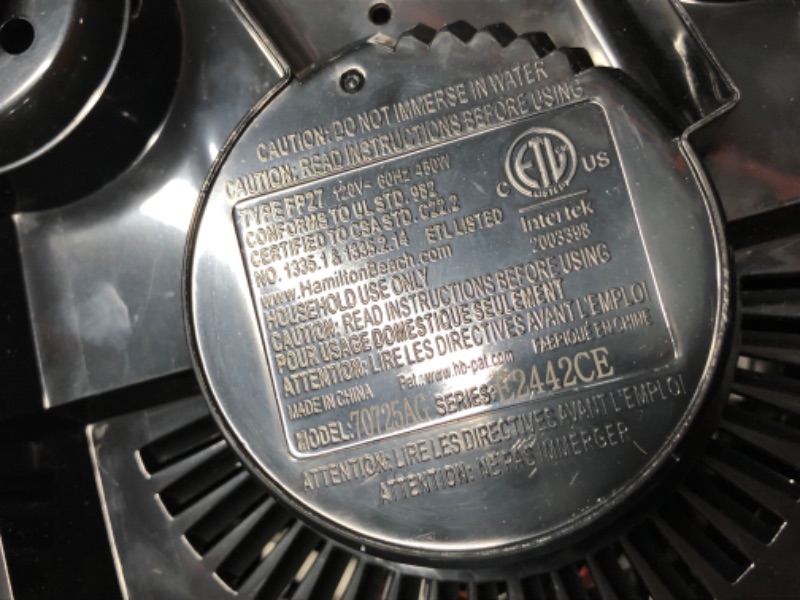 CAUTION: DO NOT IMMERSE IN WATER
CAUTION: READ INSTRUCTIONS BEFORE USING
TYPE FP27 120V~ 60HZ 450W
CONFORMS TO UL STD. 982
CERTIFIED TO CSA STD. C22.2
NO. 1335.1 & 1335.2.14 ETL LISTED
C ETL US
LISTED
Intertek
2003398
www.HamiltonBeach.com
HOUSEHOLD USE ONLY
CAUTION: READ INSTRUCTIONS BEFORE USING
POUR USAGE DOMESTIQUE SEULEMENT
ATTENTION: LIRE LES DIRECTIVES AVANT L'EMPLOI
MADE IN CHINA Pat.-www.hb-pat.com FABRIQUÉ EN CHINE
MODEL: 70725AG SERIES: E2442CE
ATTENTION: LIRE LES DIRECTIVES AVANT L'EMPLOI
ATTENTION: NE PAS IMMERGER